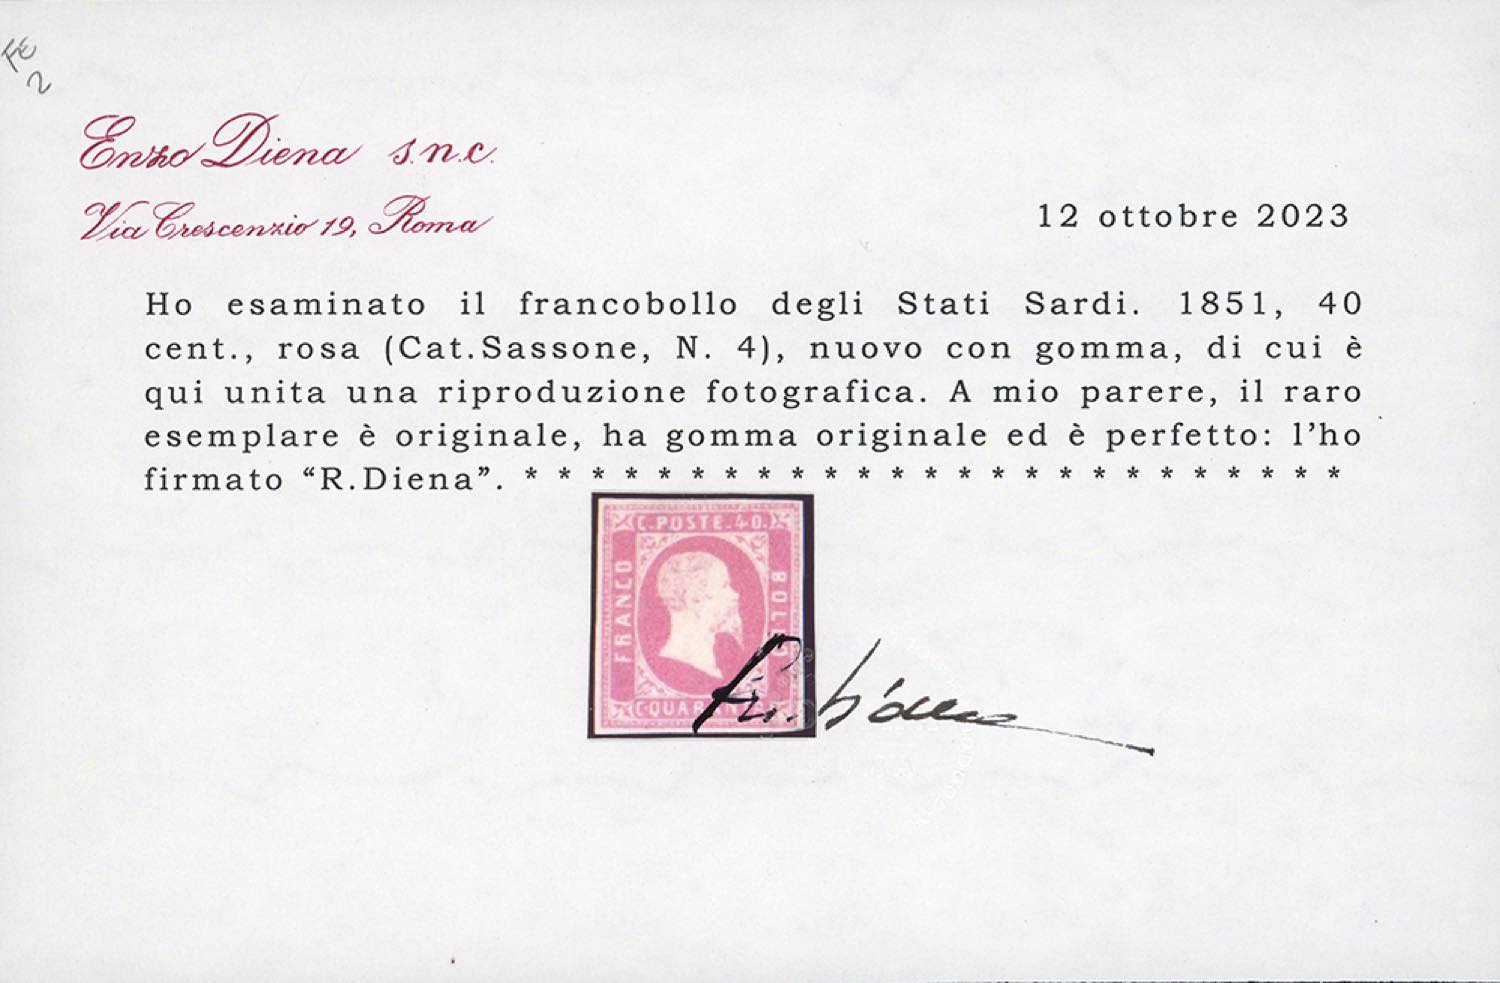 Enzo Diena s.n.c.
Via Crescenzio 19, Roma
12 ottobre 2023
Ho esaminato il francobollo degli Stati Sardi. 1851, 40
cent., rosa (Cat.Sassone, N. 4), nuovo con gomma, di cui è
qui unita una riproduzione fotografica. A mio parere, il raro
esemplare è originale, ha gomma originale ed è perfetto: l’ho
firmato “R.Diena”. * * * * * * * * * * * * * * * * * * * * * * * * *
C. POSTE. 40.
FRANCO
BOLLO